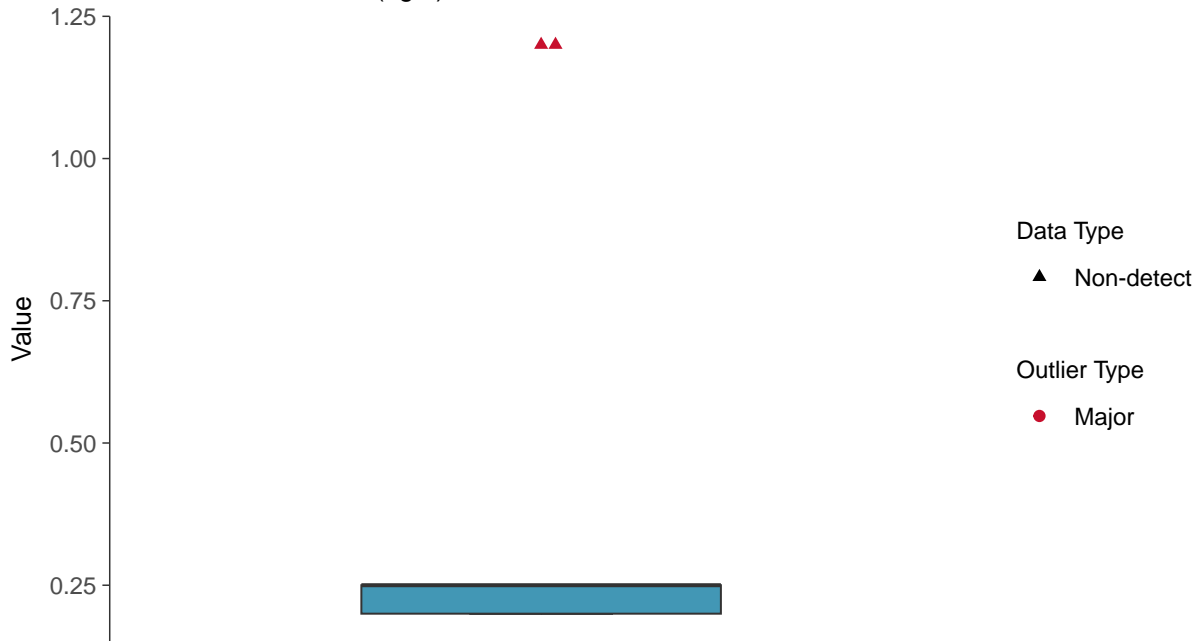 1.25
1.00
0.75
0.50
0.25
Value
Data Type
Non-detect
Outlier Type
Major